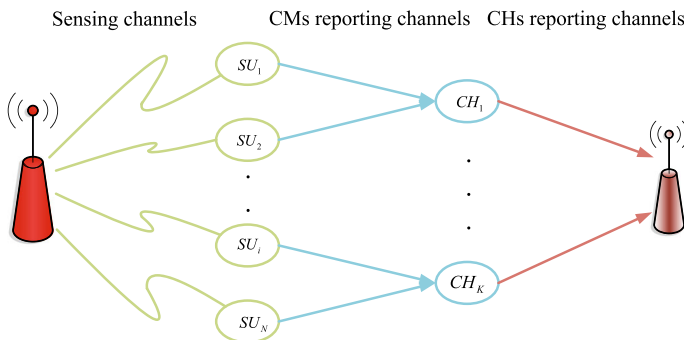 Sensing channels CMs reporting channels CHs reporting channels
SU1
CH1
SU2
SUi
CHK
SUN